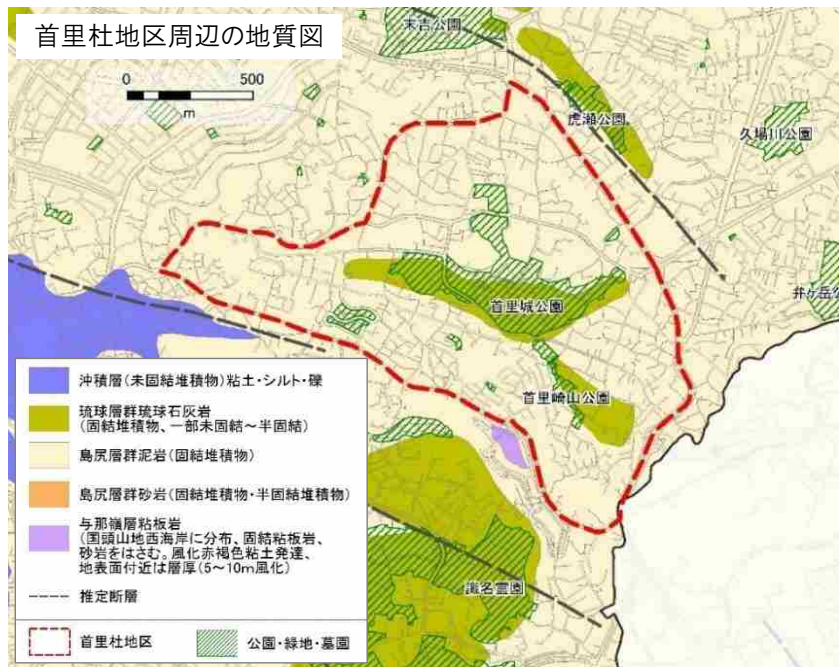 首里杜地区周辺の地質図
0 500
m
末吉公園
虎瀬公園
久場川公園
弁ヶ岳公
首里城公園
首里崎山公園
識名霊園
沖積層(未固結堆積物)粘土・シルト・礫
琉球層群琉球石灰岩
(固結堆積物、一部未固結～半固結)
島尻層群泥岩(固結堆積物)
島尻層群砂岩(固結堆積物・半固結堆積物)
与那嶺層粘板岩
(国頭山地西海岸に分布、固結粘板岩、
砂岩をはさむ。風化赤褐色粘土発達、
地表面付近は層厚(5～10m風化)
推定断層
首里杜地区 公園・緑地・墓園